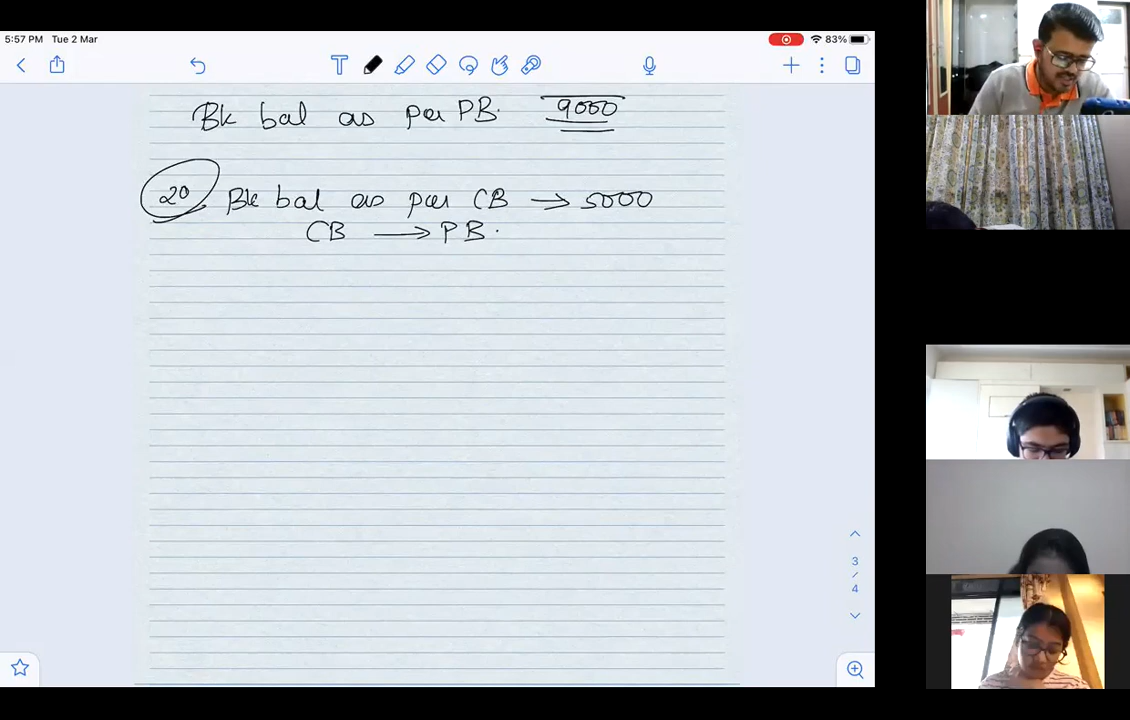 5:57 PM Tue 2 Mar
83%
T
Bk bal as per PB. 9000
20 Bk bal as per CB → 5000
CB → PB.
3
/
4